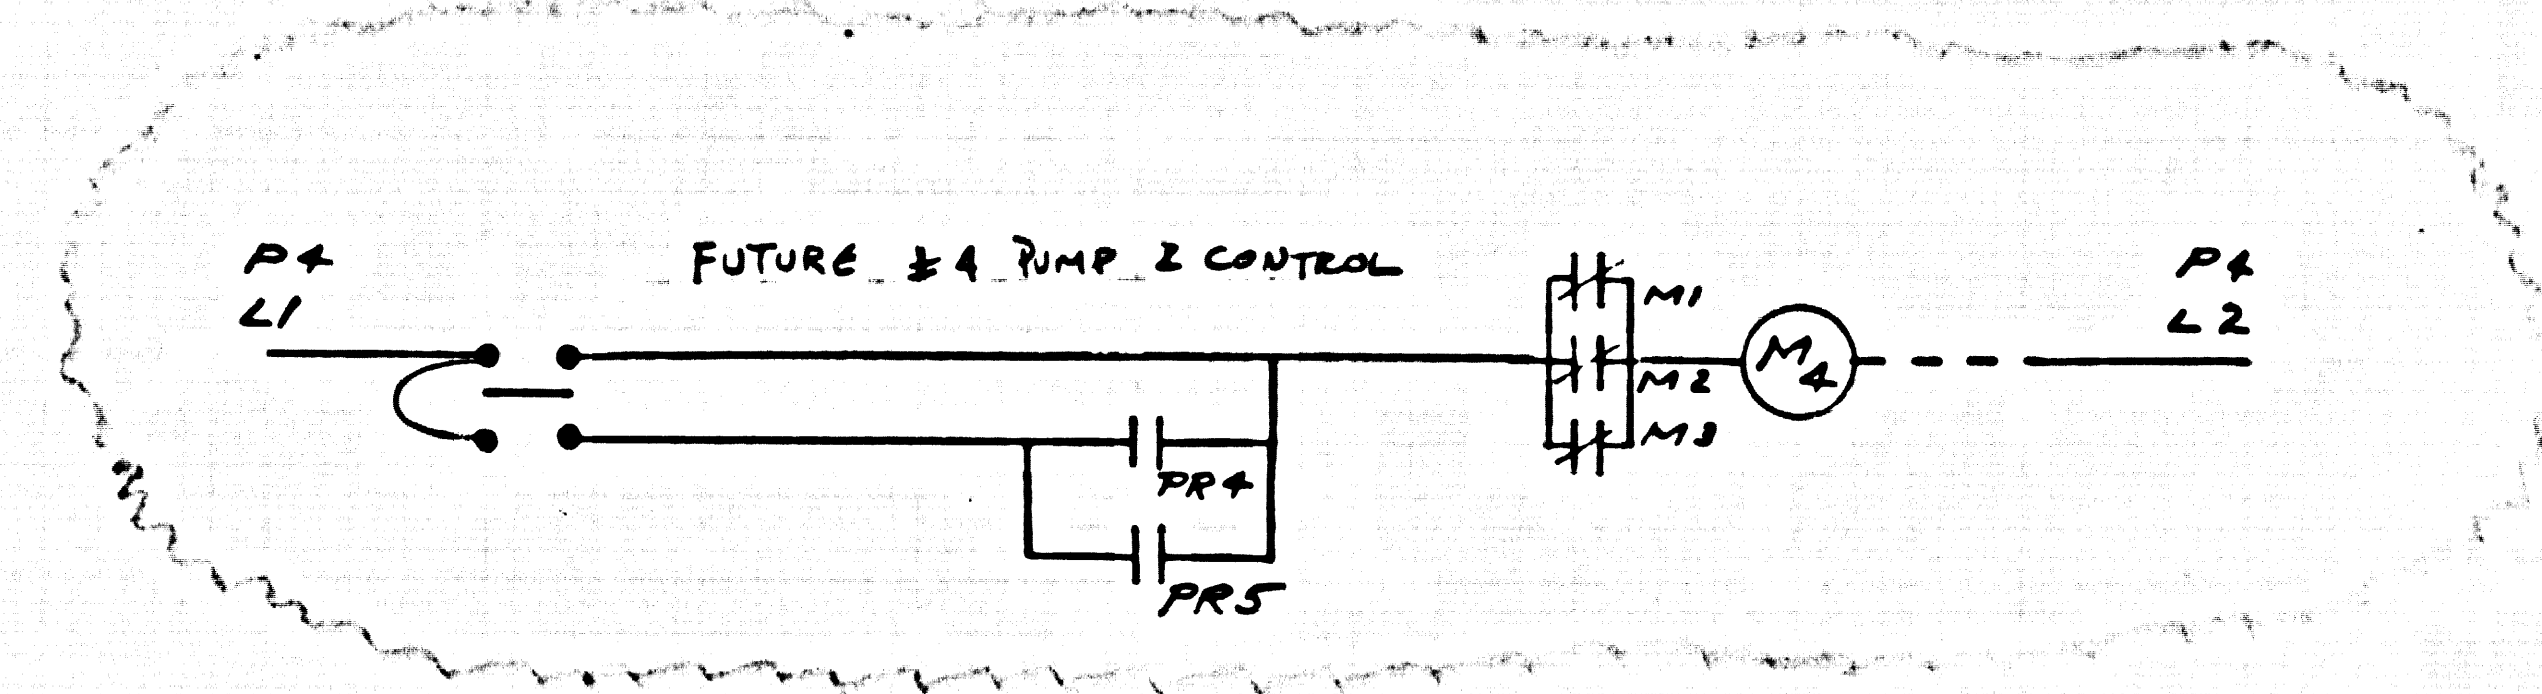 P4
L1
FUTURE # 4 PUMP 2 CONTROL
P4
L2
M1
M2
M3
M4
PR4
PR5